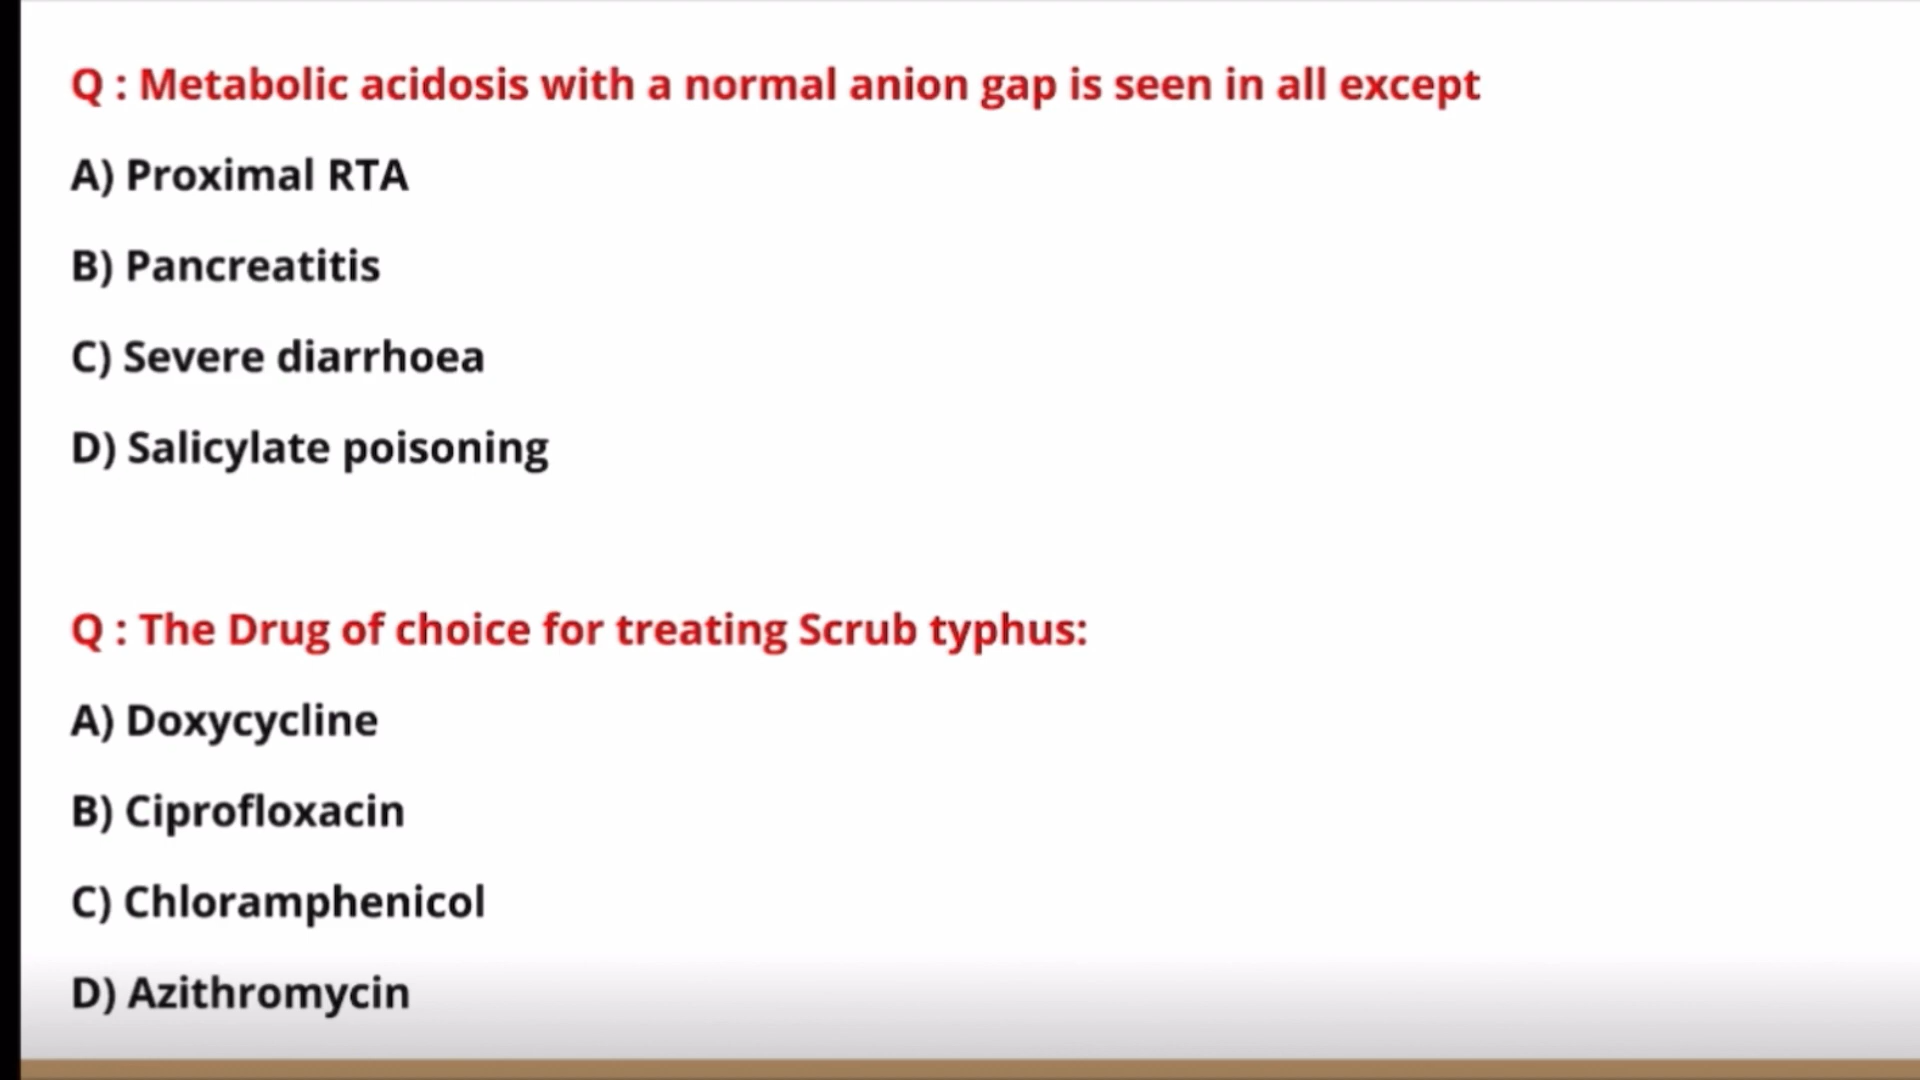 Q : Metabolic acidosis with a normal anion gap is seen in all except
A) Proximal RTA
B) Pancreatitis
C) Severe diarrhoea
D) Salicylate poisoning
Q : The Drug of choice for treating Scrub typhus:
A) Doxycycline
B) Ciprofloxacin
C) Chloramphenicol
D) Azithromycin